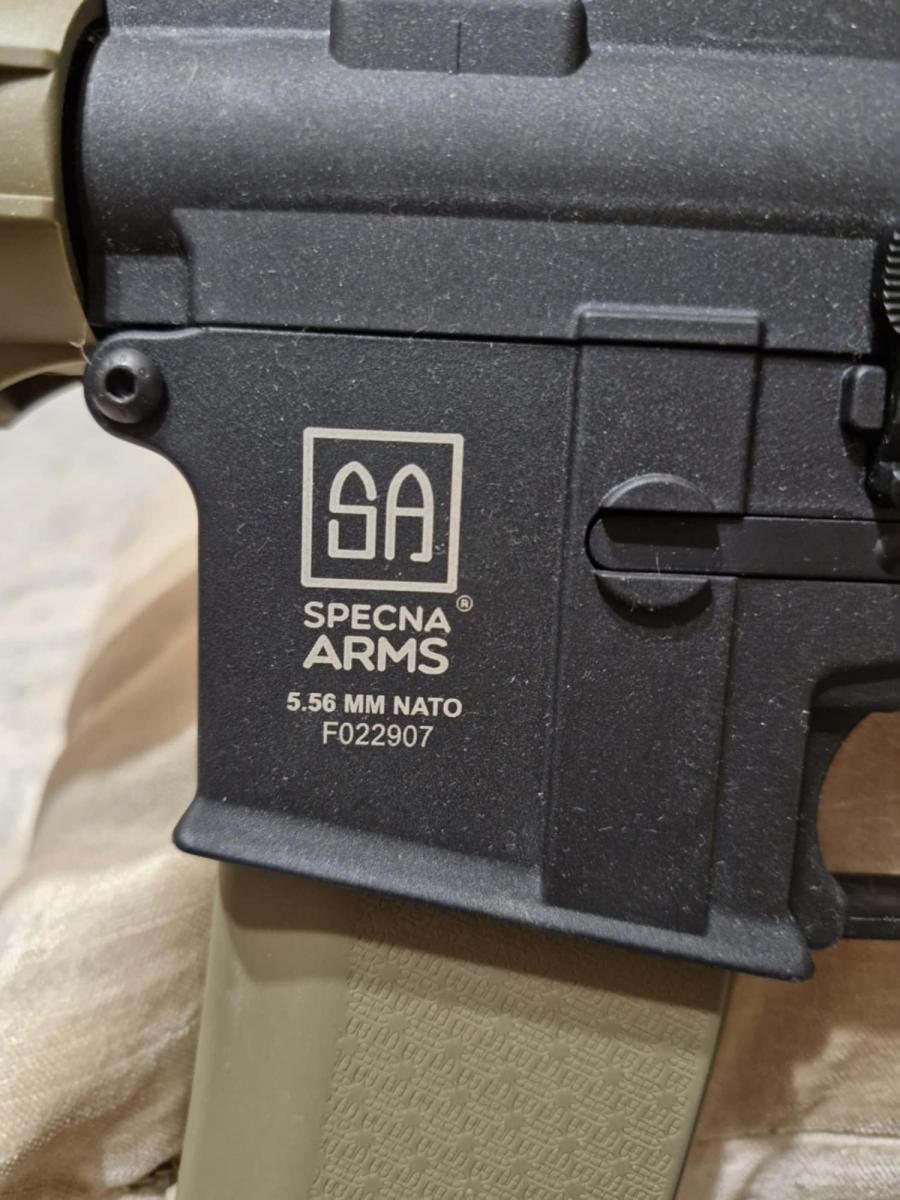 SA
SPECNA ®
ARMS
5.56 MM NATO
F022907